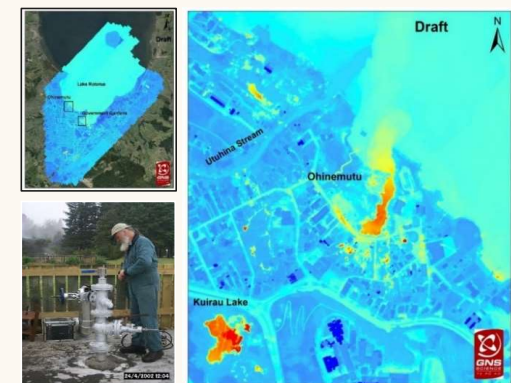 Draft
Lake Rotorua
Ohinemutu
Government Gardens
GNS
SCIENCE
24/4/2002 12:04
Draft
N
Utuhina Stream
Ohinemutu
Kuirau Lake
GNS
SCIENCE